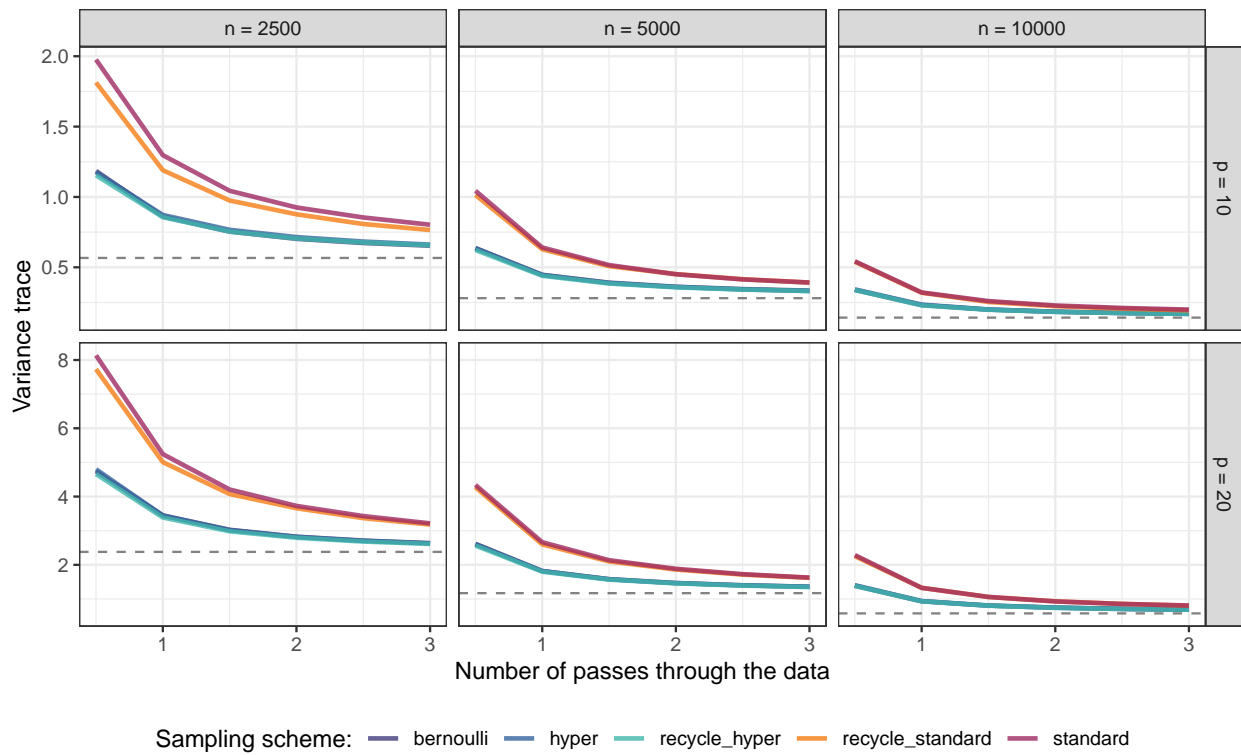 n = 2500
n = 5000
n = 10000
2.0
1.5
1.0
0.5
p = 10
Variance trace
8
6
4
2
p = 20
1
2
3
1
2
3
1
2
3
Number of passes through the data
Sampling scheme: bernoulli hyper recycle_hyper recycle_standard standard